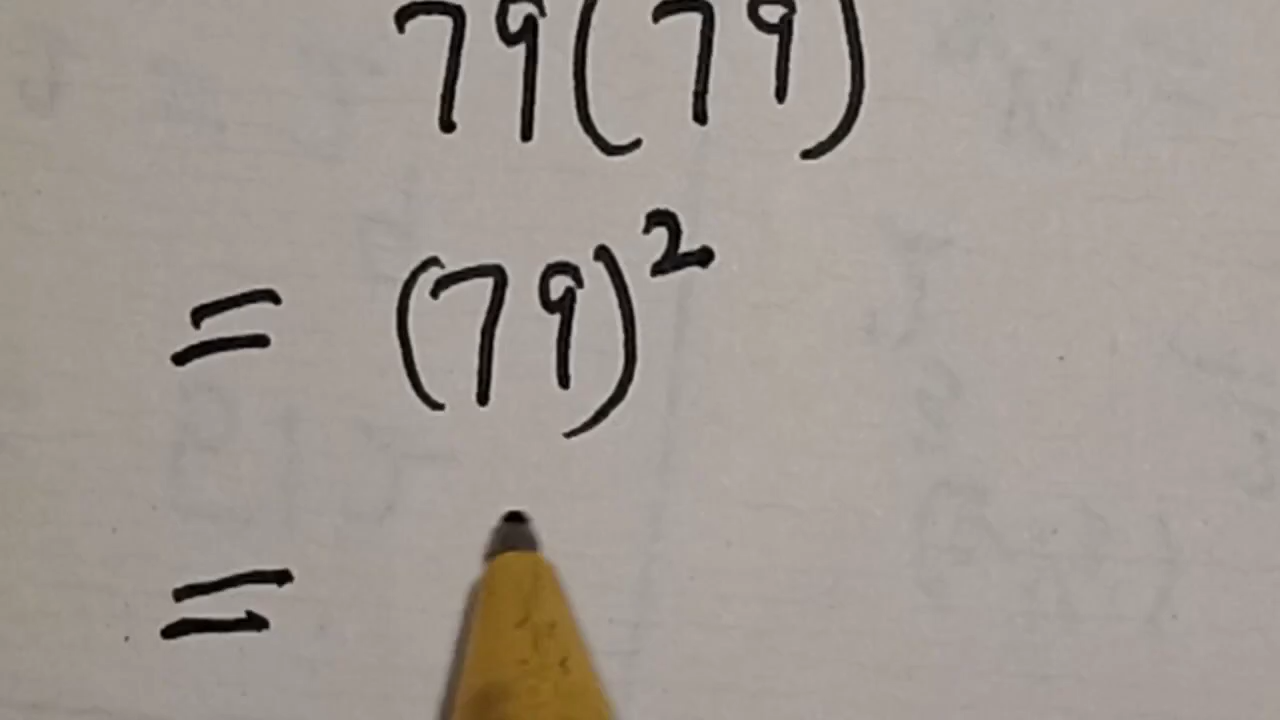 79(79)
= (79)²
=